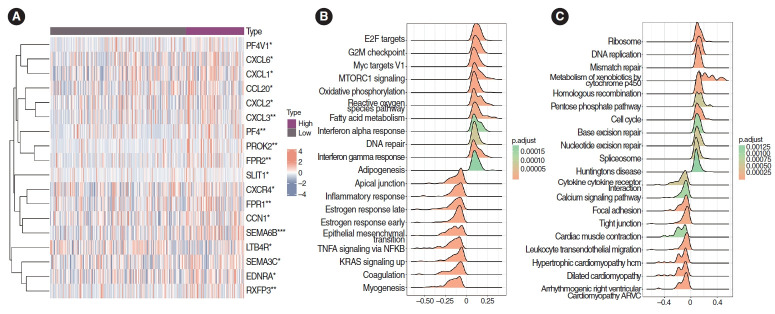 A
Type
PF4V1*
CXCL6*
CXCL1*
CCL20*
CXCL2*
CXCL3**
PF4**
PROK2**
FPR2**
SLIT1*
CXCR4*
FPR1**
CCN1*
SEMA6B***
LTB4R*
SEMA3C*
EDNRA*
RXFP3**
Type
High
Low
4
2
0
−2
−4
B
E2F targets
G2M checkpoint
Myc targets V1
MTORC1 signaling
Oxidative phosphorylation
Reactive oxygen
species pathway
Fatty acid metabolism
Interferon alpha response
DNA repair
Interferon gamma response
Adipogenesis
Apical junction
Inflammatory response
Estrogen response late
Estrogen response early
Epithelial mesenchymal
transition
TNFA signaling via NFKB
KRAS signaling up
Coagulation
Myogenesis
−0.50 −0.25 0 0.25
p.adjust
0.00015
0.00010
0.00005
C
Ribosome
DNA replication
Mismatch repair
Metabolism of xenobiotics by
cytochrome p450
Homologous recombination
Pentose phosphate pathway
Cell cycle
Base excision repair
Nucleotide excision repair
Spliceosome
Huntingtons disease
Cytokine cytokine receptor
Interaction
Calcium signaling pathway
Focal adhesion
Tight junction
Cardiac muscle contraction
Leukocyte transendothelial migration
Hypertrophic cardiomyopathy hcm
Dilated cardiomyopathy
Arrhythmogenic right ventricular
Cardiomyopathy ARVC
−0.4 0 0.4
p.adjust
0.00125
0.00100
0.00075
0.00050
0.00025